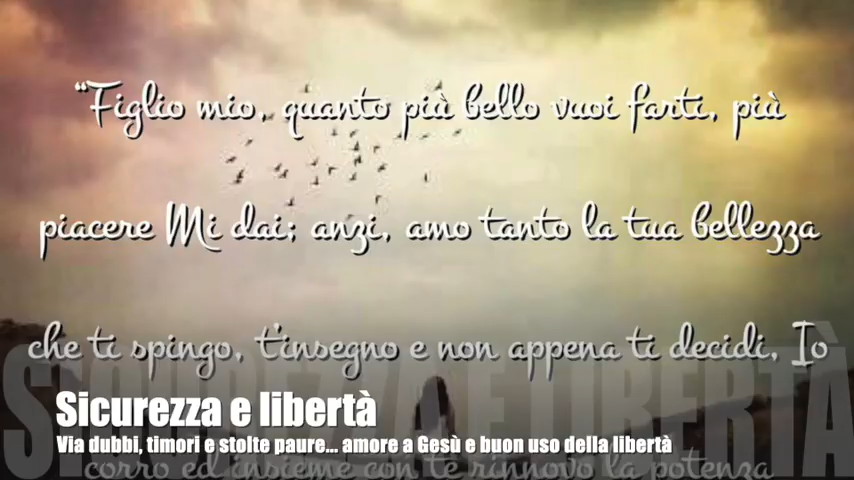 “Figlio mio, quanto più bello vuoi farti, più
piacere Mi dai; anzi, amo tanto la tua bellezza
che ti spingo, t'insegno e non appena ti decidi, Io
SICUREZZA E LIBERTÀ
Sicurezza e libertà
Via dubbi, timori e stolte paure... amore a Gesù e buon uso della libertà
corro ed insieme con te rinnovo la potenza